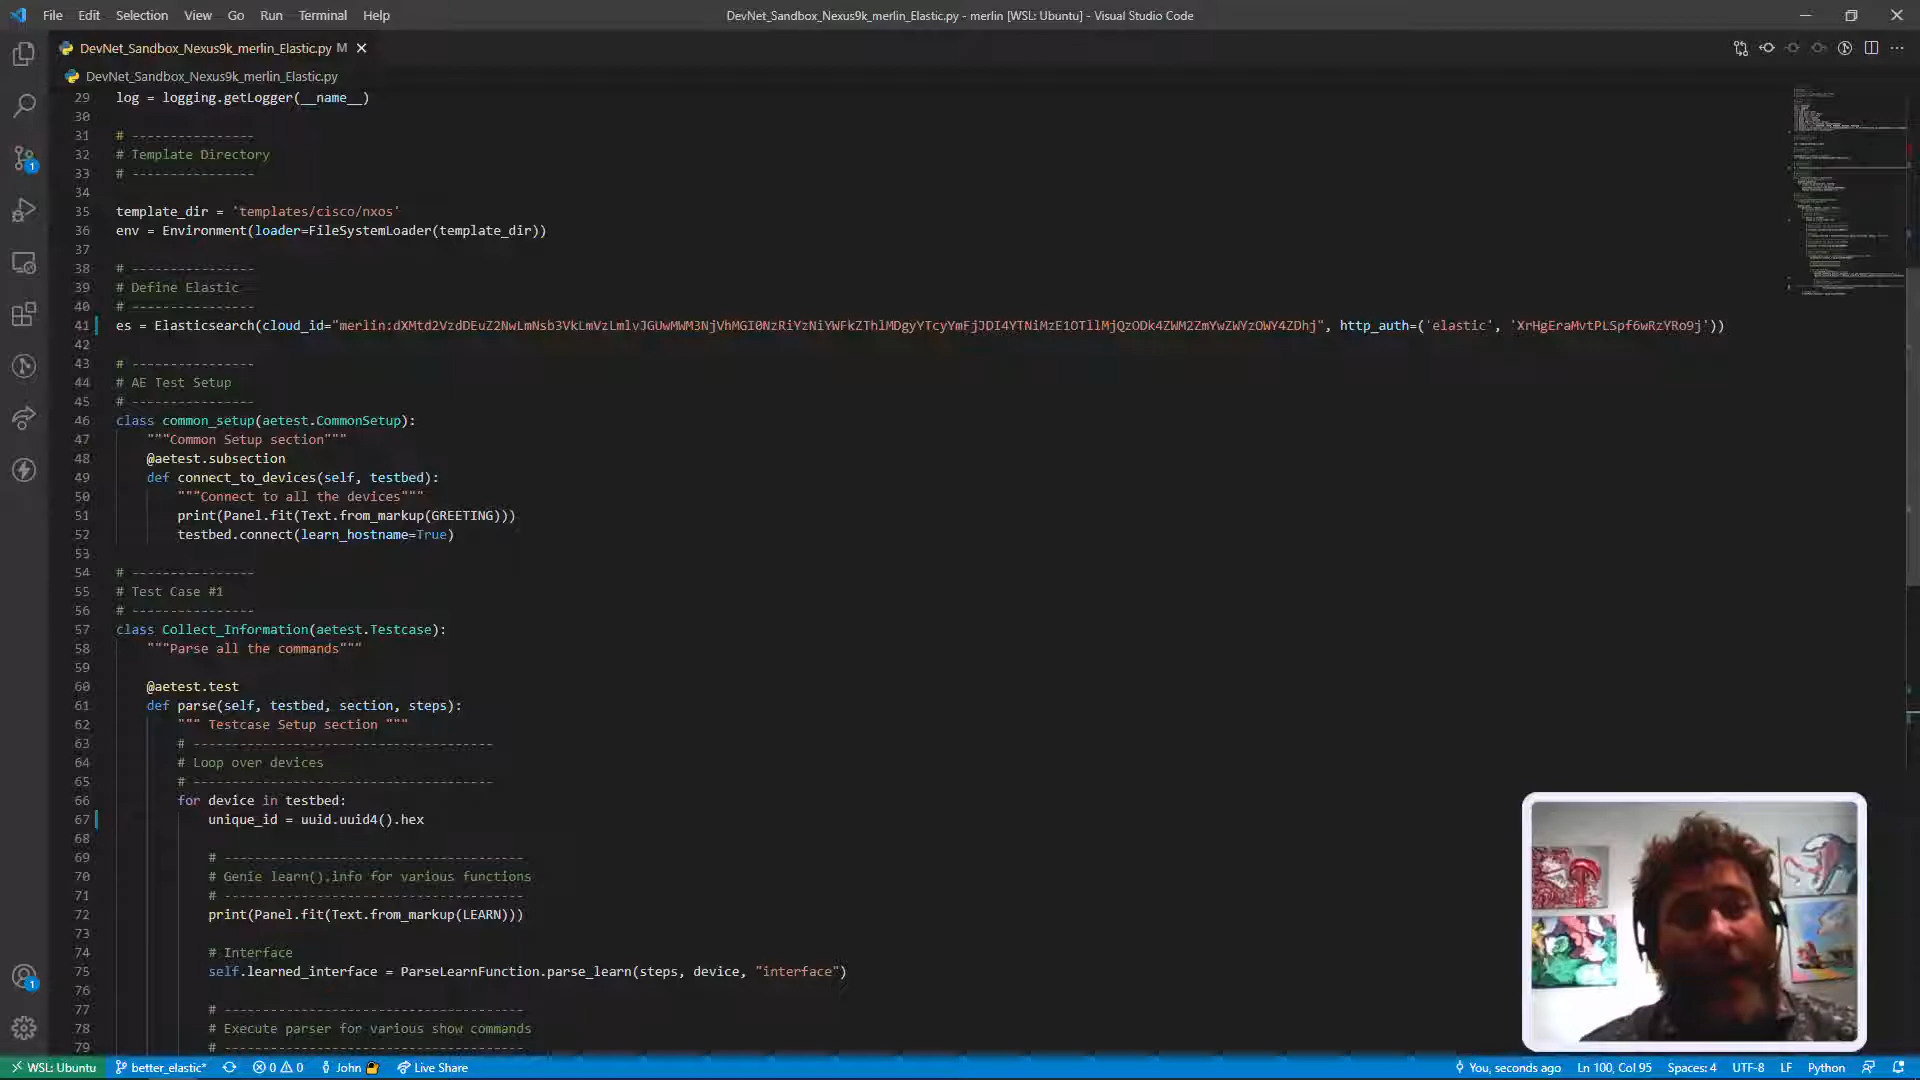 File Edit Selection View Go Run Terminal Help
DevNet_Sandbox_Nexus9k_merlin_Elastic.py - merlin [WSL: Ubuntu] - Visual Studio Code
DevNet_Sandbox_Nexus9k_merlin_Elastic.py M
DevNet_Sandbox_Nexus9k_merlin_Elastic.py
29 log = logging.getLogger(__name__)
30
31 # ----------------
32 # Template Directory
33 # ----------------
34
35 template_dir = 'templates/cisco/nxos'
36 env = Environment(loader=FileSystemLoader(template_dir))
37
38 # ----------------
39 # Define Elastic
40 # ----------------
41 es = Elasticsearch(cloud_id= http_auth=('elastic',
42
43 # ----------------
44 # AE Test Setup
45 # ----------------
46 class common_setup(aetest.CommonSetup):
47 """Common Setup section"""
48 @aetest.subsection
49 def connect_to_devices(self, testbed):
50 """Connect to all the devices"""
51 print(Panel.fit(Text.from_markup(GREETING)))
52 testbed.connect(learn_hostname=True)
53
54 # ----------------
55 # Test Case #1
56 # ----------------
57 class Collect_Information(aetest.Testcase):
58 """Parse all the commands"""
59
60 @aetest.test
61 def parse(self, testbed, section, steps):
62 """ Testcase Setup section """
63 # ---------------------------------------
64 # Loop over devices
65 # ---------------------------------------
66 for device in testbed:
67 unique_id = uuid.uuid4().hex
68
69 # ---------------------------------------
70 # Genie learn().info for various functions
71 # ---------------------------------------
72 print(Panel.fit(Text.from_markup(LEARN)))
73
74 # Interface
75 self.learned_interface = ParseLearnFunction.parse_learn(steps, device, "interface")
76
77 # ---------------------------------------
78 # Execute parser for various show commands
79 # ---------------------------------------
WSL: Ubuntu better_elastic* 0 0 John Live Share
You, seconds ago Ln 100, Col 95 Spaces: 4 UTF-8 LF Python